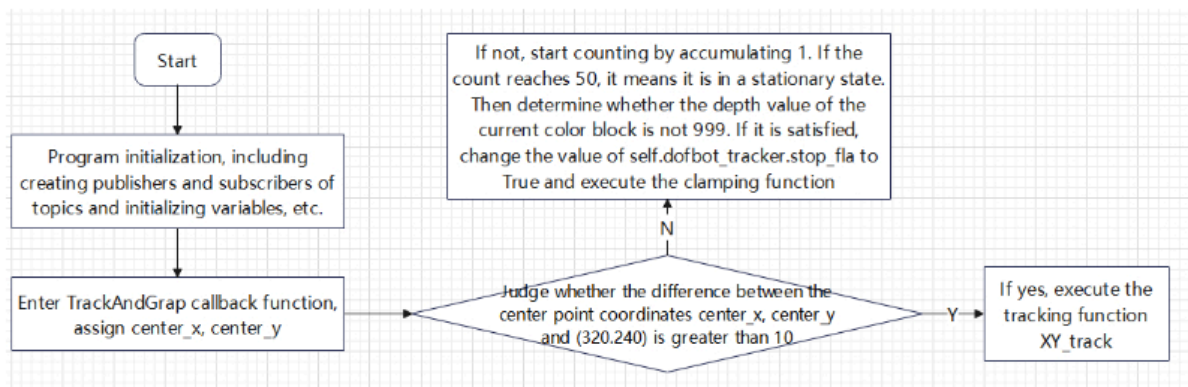 Start
Program initialization, including
creating publishers and subscribers of
topics and initializing variables, etc.
Enter TrackAndGrap callback function,
assign center_x, center_y
Judge whether the difference between the
center point coordinates center_x, center_y
and (320.240) is greater than 10
N
If not, start counting by accumulating 1. If the
count reaches 50, it means it is in a stationary state.
Then determine whether the depth value of the
current color block is not 999. If it is satisfied,
change the value of self.dofbot_tracker.stop_fla to
True and execute the clamping function
Y
If yes, execute the
tracking function
XY_track